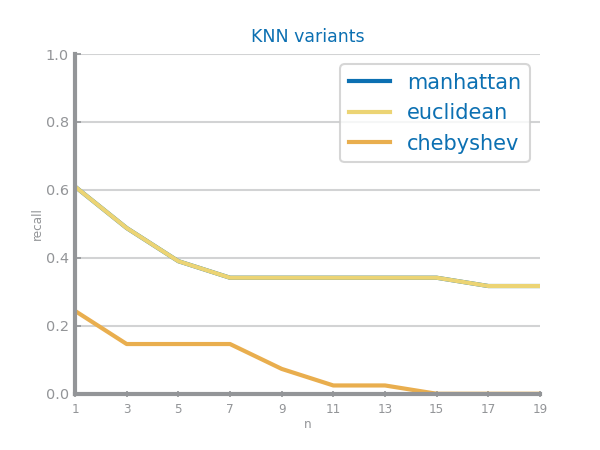 KNN variants
1.0
0.8
0.6
0.4
0.2
0.0
recall
manhattan
euclidean
chebyshev
1 3 5 7 9 11 13 15 17 19
n